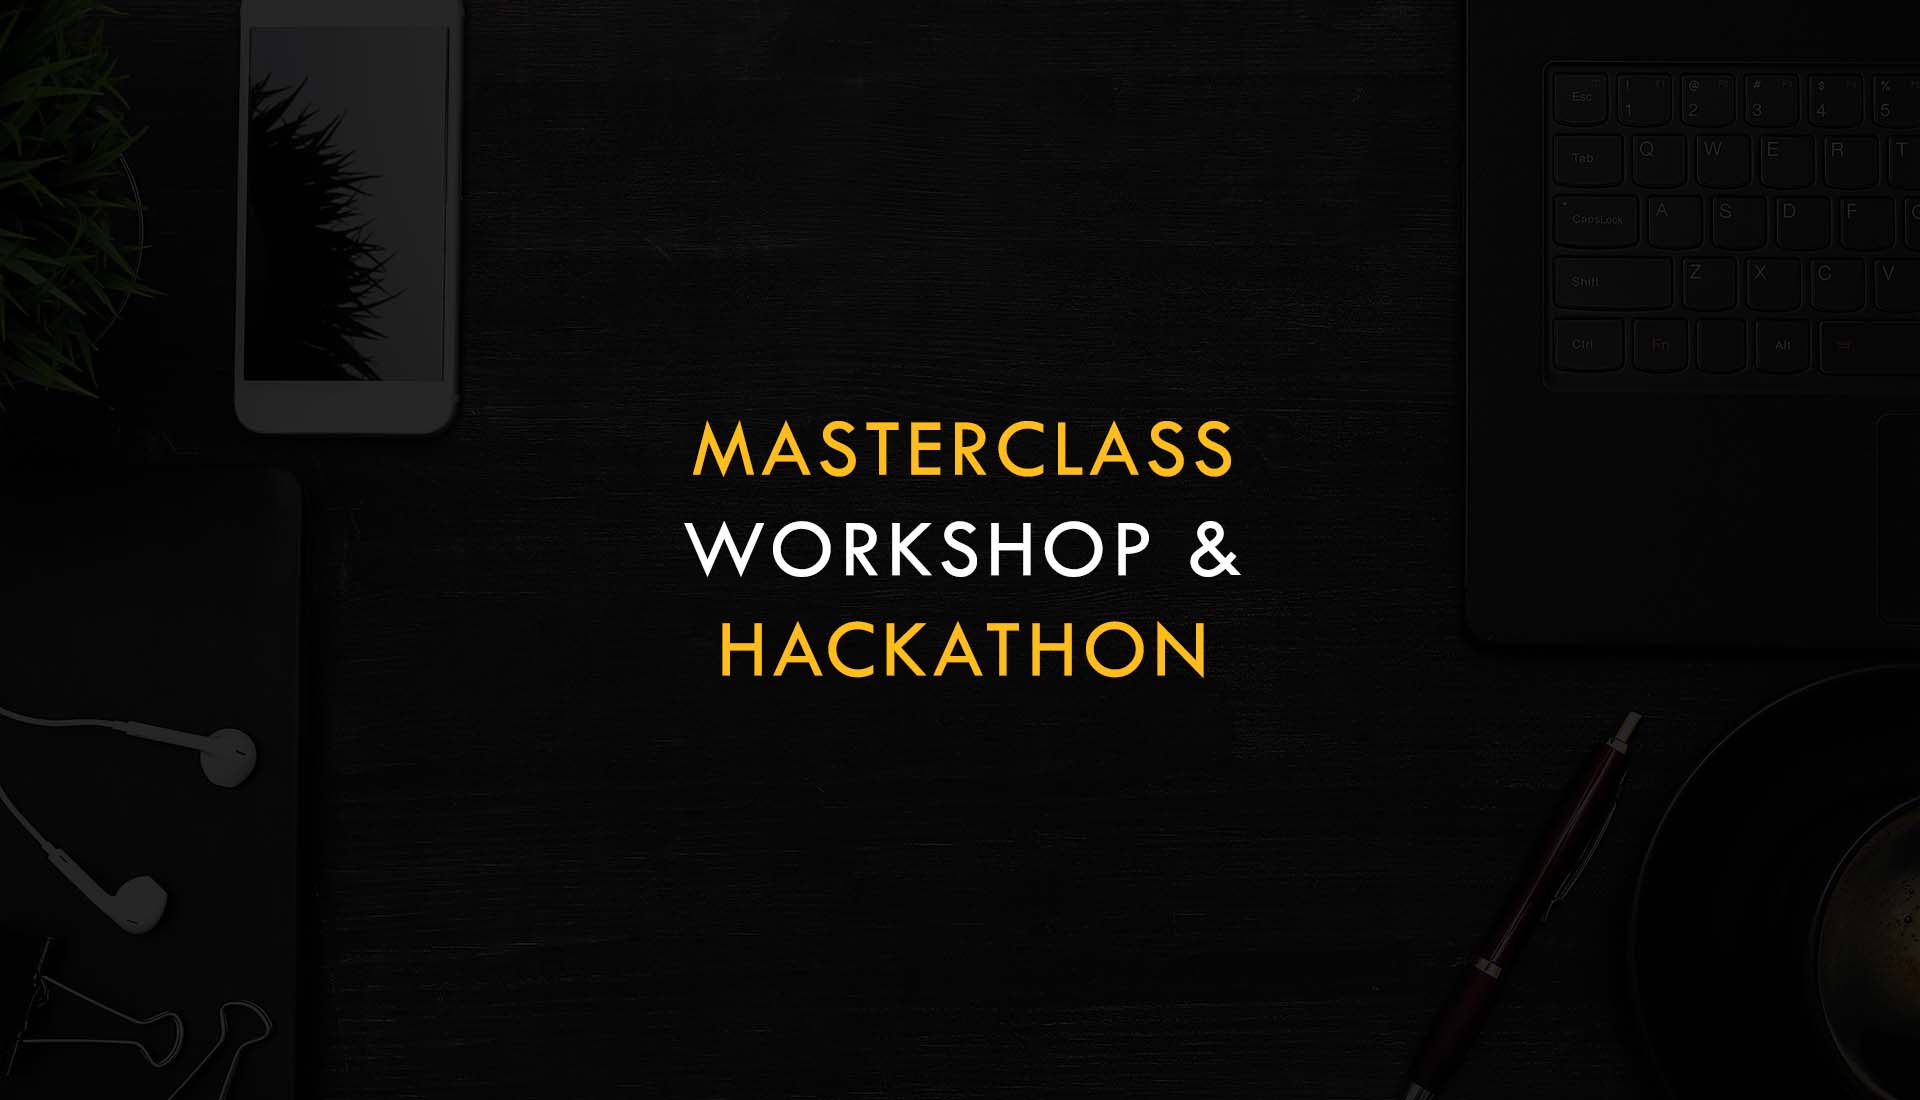 MASTERCLASS
WORKSHOP &
HACKATHON
Esc ! 1 @ 2 # 3 $ 4 % 5
Tab Q W E R T
CapsLock A S D F
Shift Z X C V
Ctrl Fn Alt